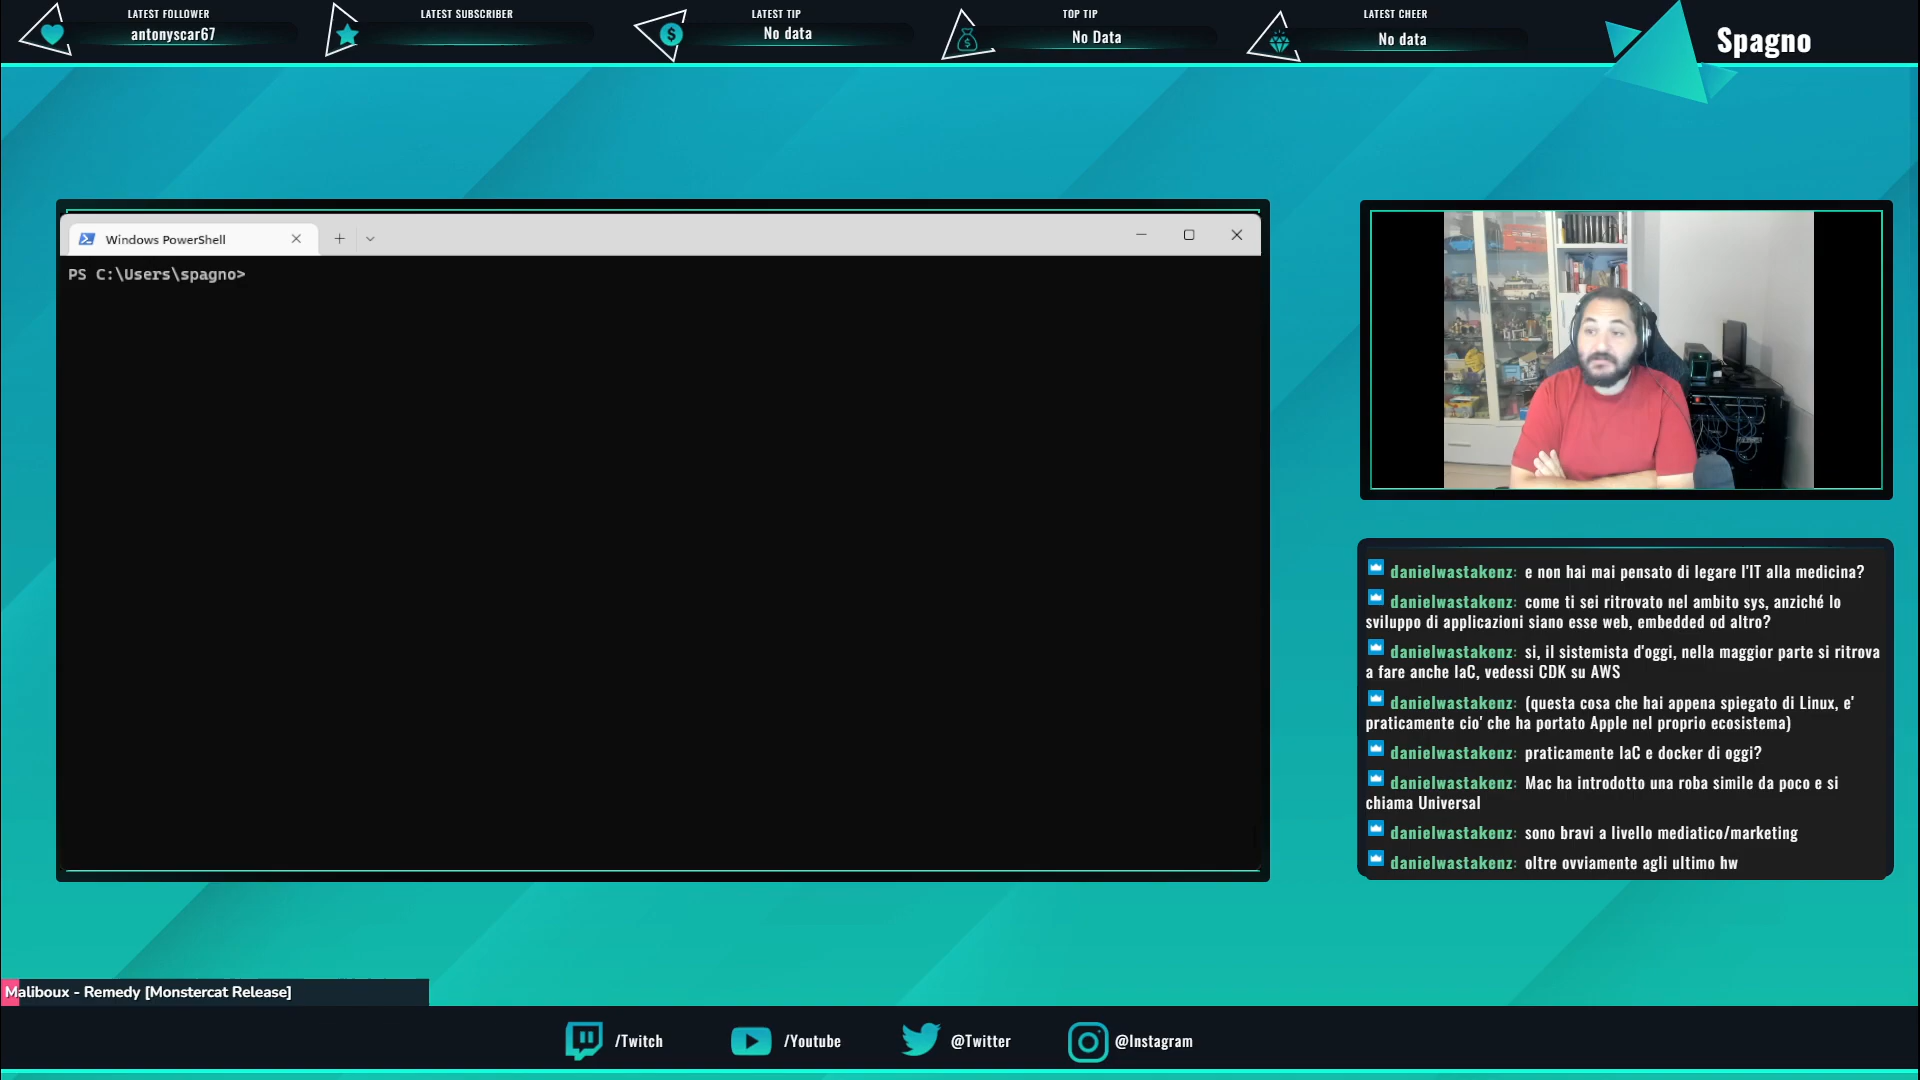 LATEST FOLLOWER
antonyscar67
LATEST SUBSCRIBER
LATEST TIP
No data
TOP TIP
No Data
LATEST CHEER
No data
Spagno
Windows PowerShell
PS C:\Users\spagno>
danielwastakenz: e non hai mai pensato di legare l'IT alla medicina?
danielwastakenz: come ti sei ritrovato nel ambito sys, anziché lo
sviluppo di applicazioni siano esse web, embedded od altro?
danielwastakenz: si, il sistemista d'oggi, nella maggior parte si ritrova
a fare anche IaC, vedessi CDK su AWS
danielwastakenz: (questa cosa che hai appena spiegato di Linux, e'
praticamente cio' che ha portato Apple nel proprio ecosistema)
danielwastakenz: praticamente IaC e docker di oggi?
danielwastakenz: Mac ha introdotto una roba simile da poco e si
chiama Universal
danielwastakenz: sono bravi a livello mediatico/marketing
danielwastakenz: oltre ovviamente agli ultimo hw
Maliboux - Remedy [Monstercat Release]
/Twitch
/Youtube
@Twitter
@Instagram